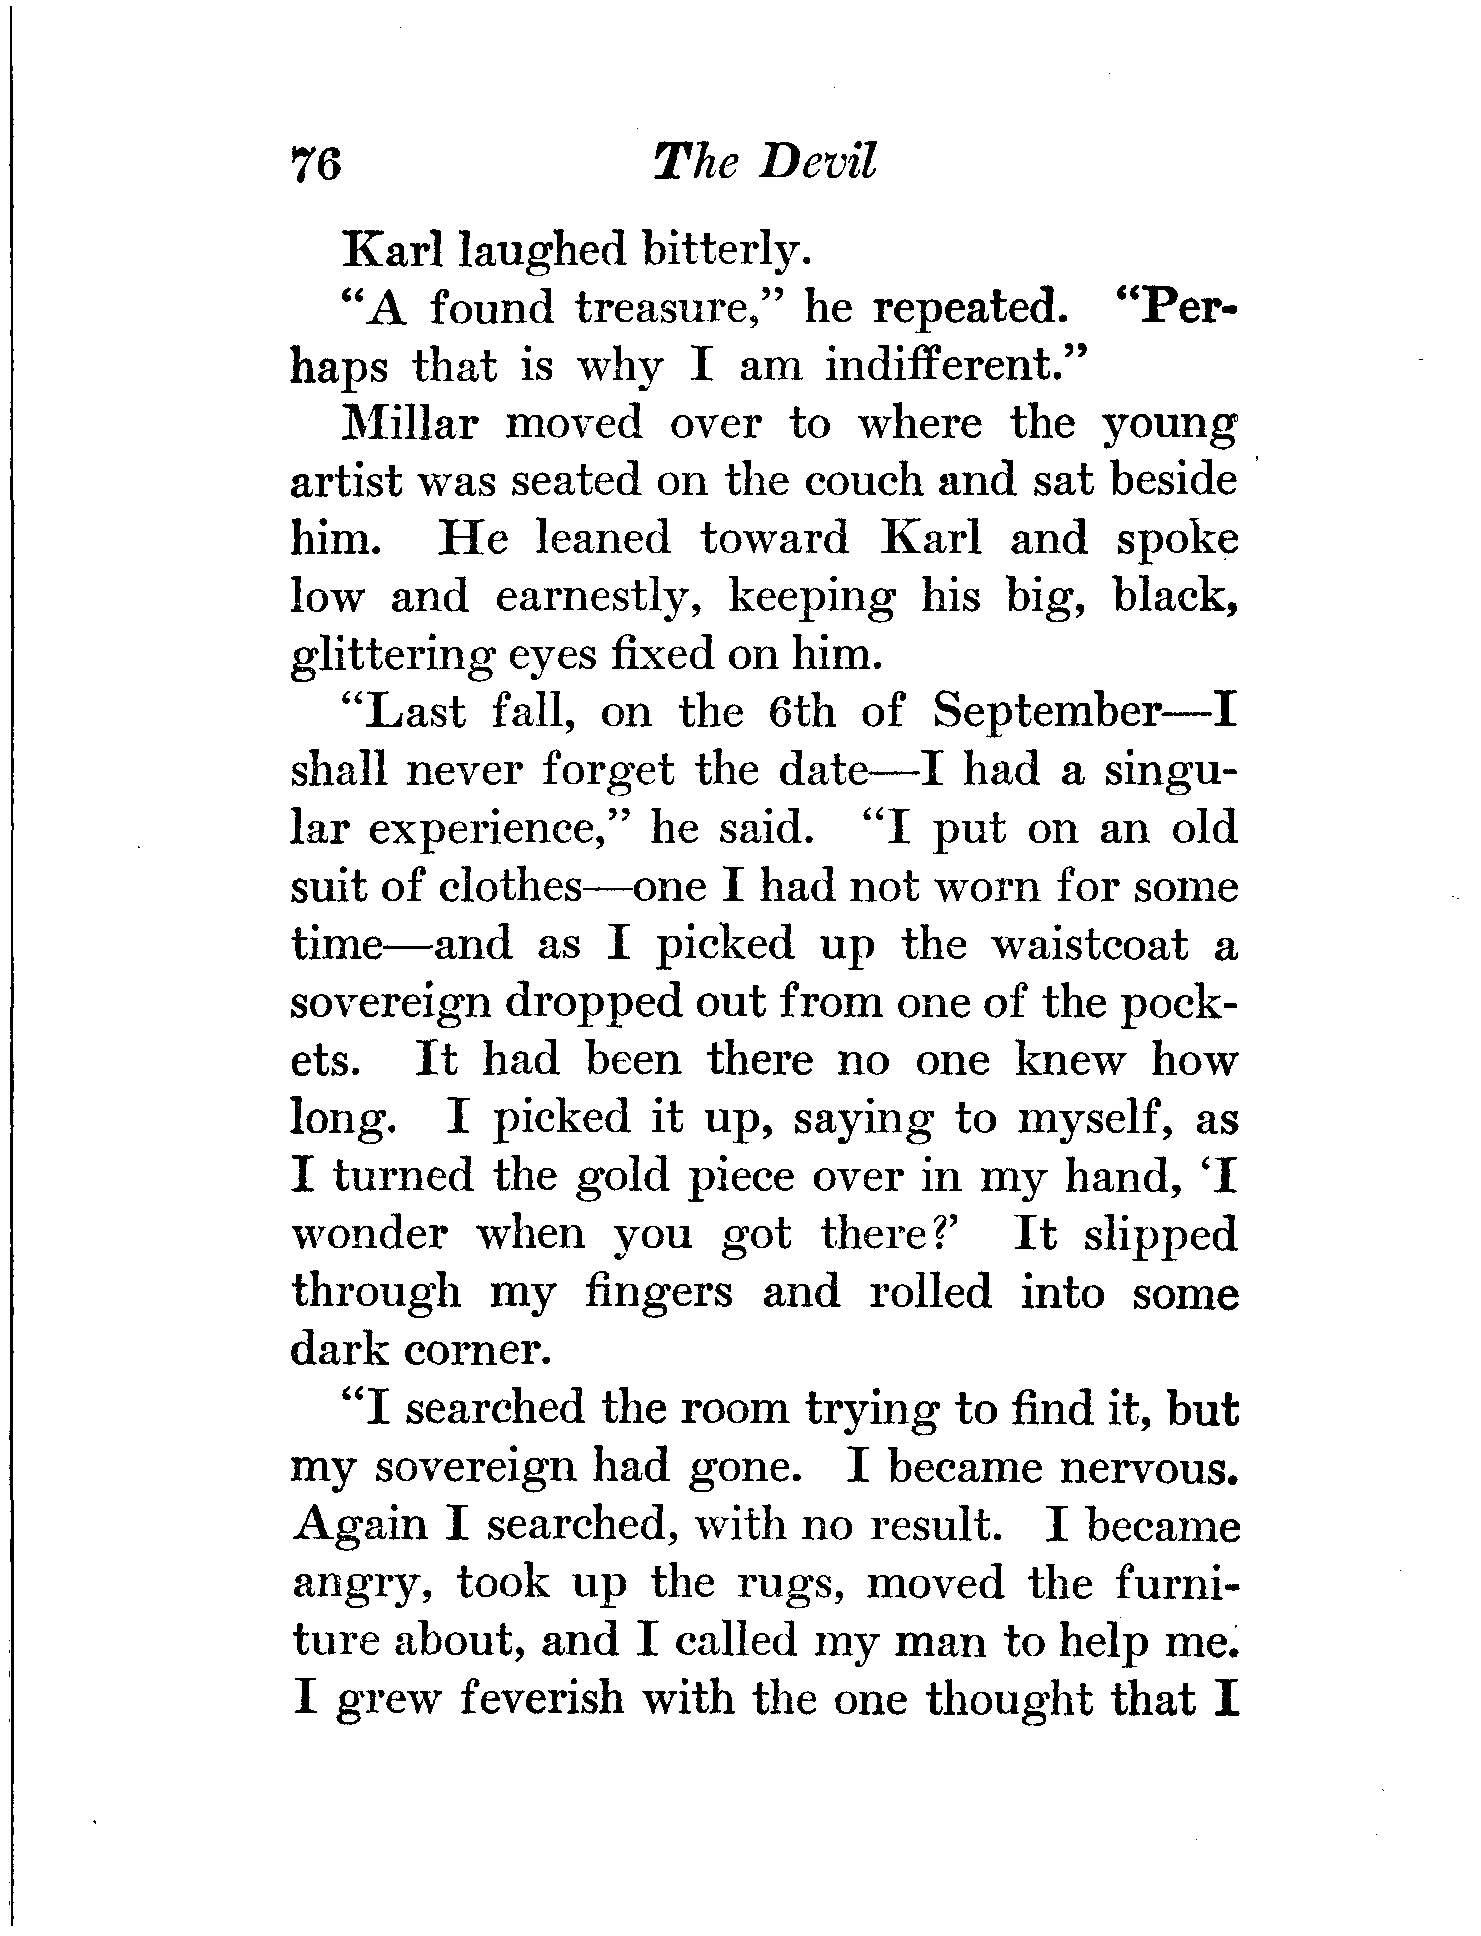 76 The Devil
Karl laughed bitterly.
“A found treasure,” he repeated. “Per-
haps that is why I am indifferent.”
Millar moved over to where the young
artist was seated on the couch and sat beside
him. He leaned toward Karl and spoke
low and earnestly, keeping his big, black,
glittering eyes fixed on him.
“Last fall, on the 6th of September—I
shall never forget the date—I had a singu-
lar experience,” he said. “I put on an old
suit of clothes—one I had not worn for some
time—and as I picked up the waistcoat a
sovereign dropped out from one of the pock-
ets. It had been there no one knew how
long. I picked it up, saying to myself, as
I turned the gold piece over in my hand, ‘I
wonder when you got there?’ It slipped
through my fingers and rolled into some
dark corner.
“I searched the room trying to find it, but
my sovereign had gone. I became nervous.
Again I searched, with no result. I became
angry, took up the rugs, moved the furni-
ture about, and I called my man to help me.
I grew feverish with the one thought that I